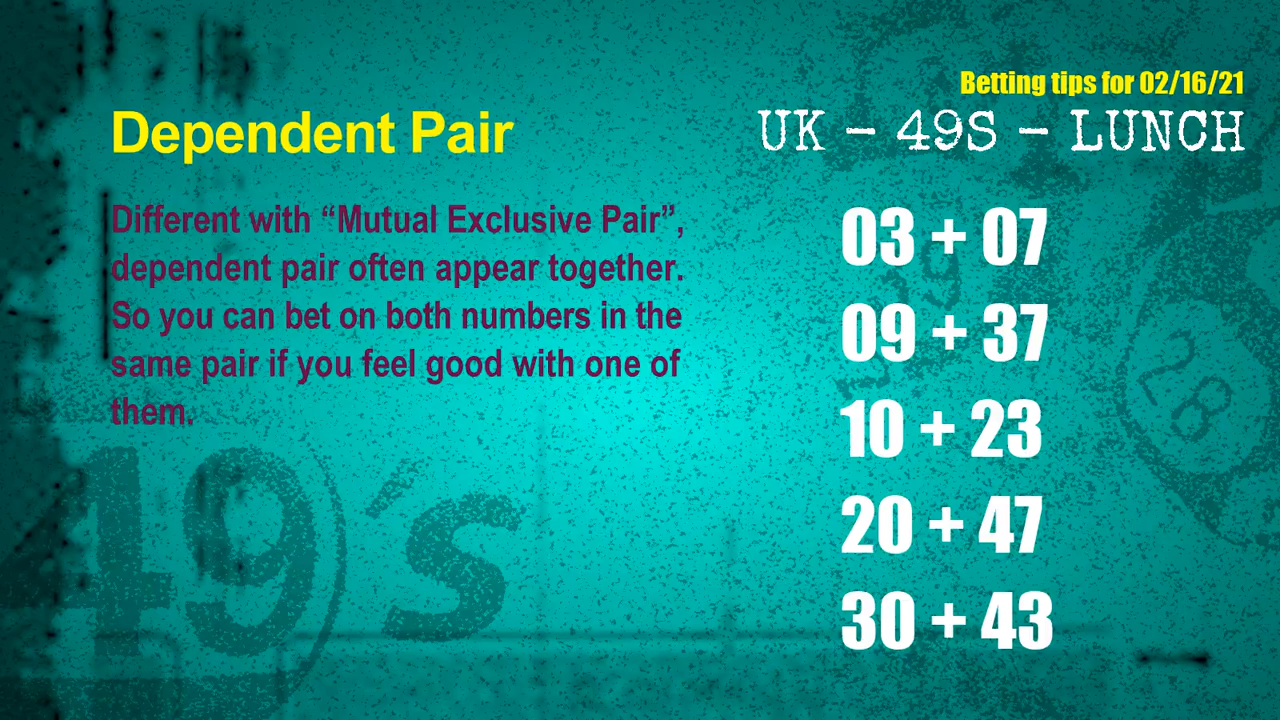 Betting tips for 02/16/21
Dependent Pair
UK - 49S - LUNCH
Different with “Mutual Exclusive Pair”,
dependent pair often appear together.
So you can bet on both numbers in the
same pair if you feel good with one of
them.
03 + 07
09 + 37
10 + 23
20 + 47
30 + 43
49's
39
28